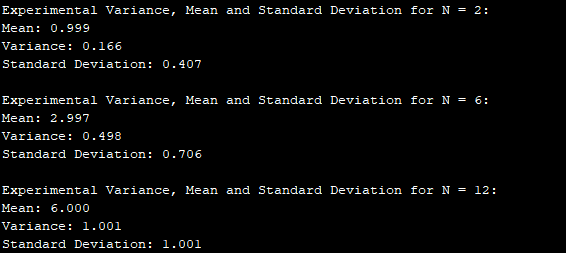 Experimental Variance, Mean and Standard Deviation for N = 2:
Mean: 0.999
Variance: 0.166
Standard Deviation: 0.407
Experimental Variance, Mean and Standard Deviation for N = 6:
Mean: 2.997
Variance: 0.498
Standard Deviation: 0.706
Experimental Variance, Mean and Standard Deviation for N = 12:
Mean: 6.000
Variance: 1.001
Standard Deviation: 1.001